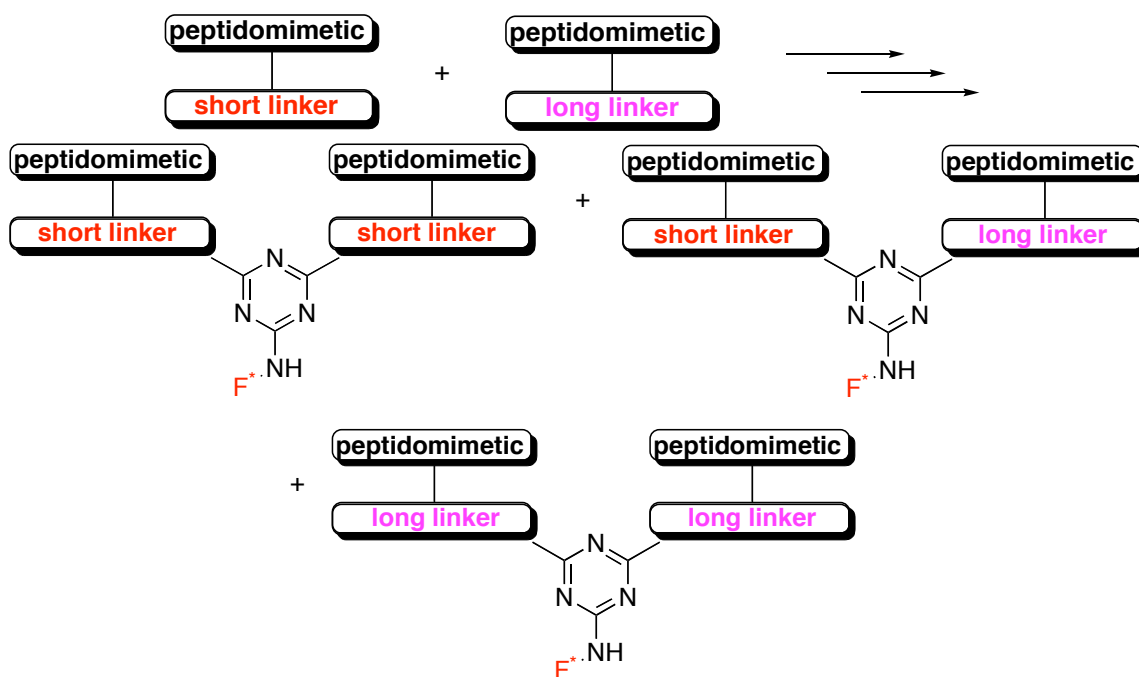 peptidomimetic peptidomimetic
+
short linker long linker
peptidomimetic peptidomimetic peptidomimetic peptidomimetic
+
short linker short linker short linker long linker
N N
N N N N
NH NH
F* F*
peptidomimetic peptidomimetic
+
long linker long linker
N
N N
NH
F*